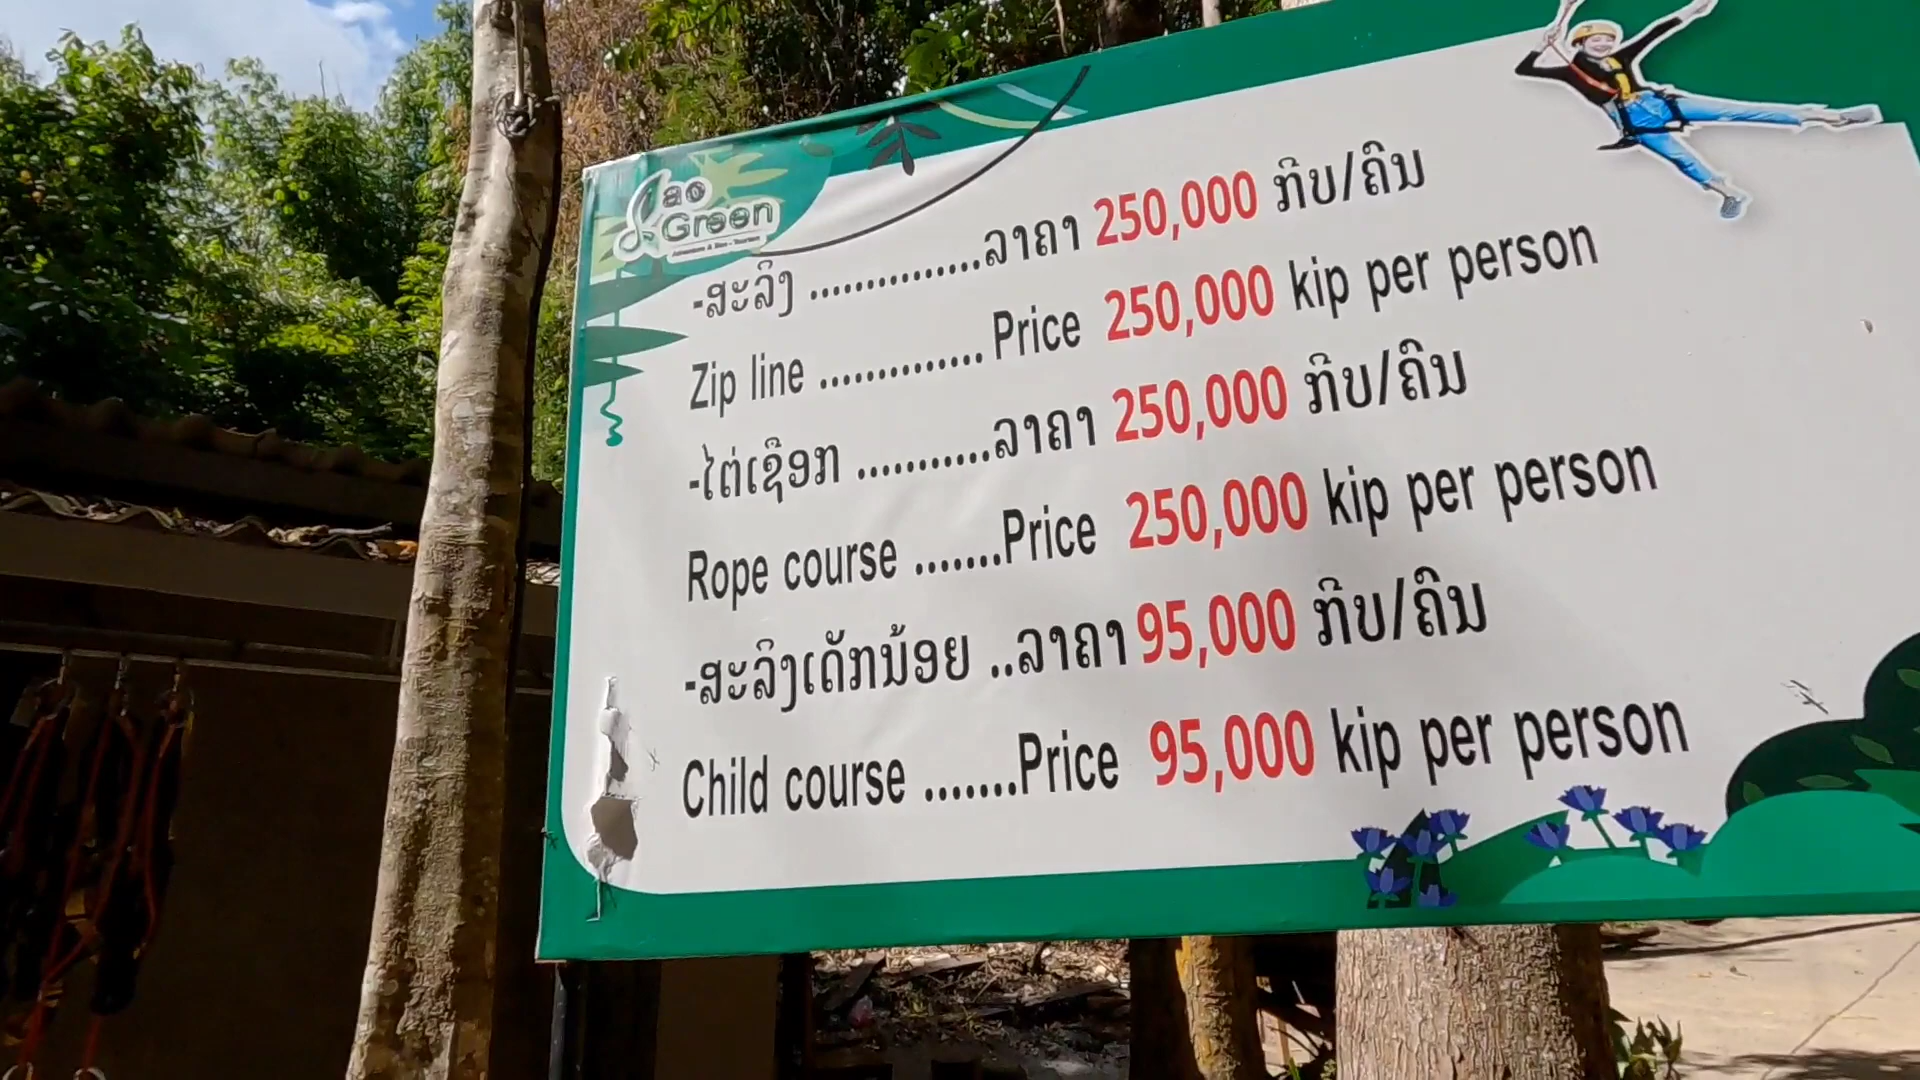 Lao
Green
Adventure & Eco - Tourism
-ສະລິງ ..............ລາຄາ 250,000 ກີບ/ຄົນ
Zip line .............. Price 250,000 kip per person
-ໄຕ່ເຊືອກ ...........ລາຄາ 250,000 ກີບ/ຄົນ
Rope course .......Price 250,000 kip per person
-ສະລິງເດັກນ້ອຍ ..ລາຄາ 95,000 ກີບ/ຄົນ
Child course .......Price 95,000 kip per person